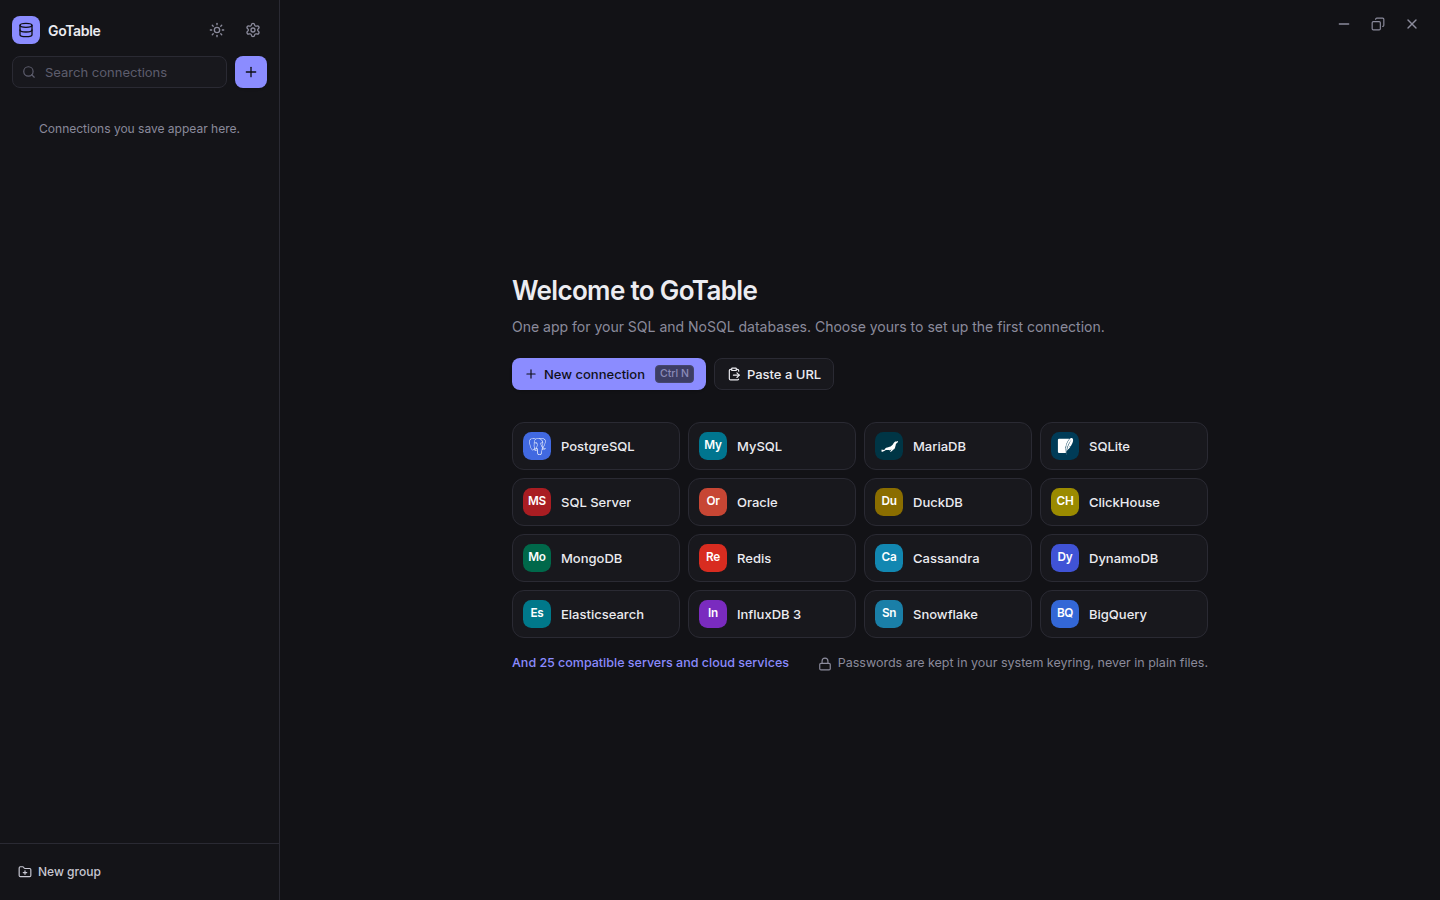 GoTable
Search connections
Connections you save appear here.
Welcome to GoTable
One app for your SQL and NoSQL databases. Choose yours to set up the first connection.
New connection Ctrl N Paste a URL
PostgreSQL My MySQL MariaDB SQLite
MS SQL Server Or Oracle Du DuckDB CH ClickHouse
Mo MongoDB Re Redis Ca Cassandra Dy DynamoDB
Es Elasticsearch In InfluxDB 3 Sn Snowflake BQ BigQuery
And 25 compatible servers and cloud services Passwords are kept in your system keyring, never in plain files.
New group